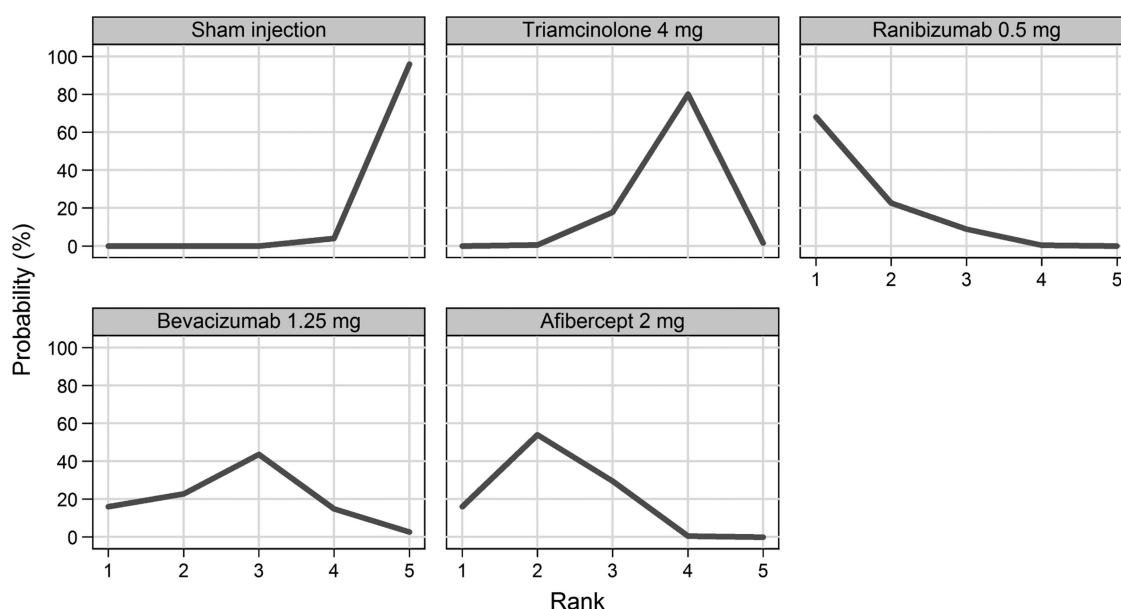 Sham injection
Triamcinolone 4 mg
Ranibizumab 0.5 mg
100
80
60
40
20
0
1 2 3 4 5
Bevacizumab 1.25 mg
Afibercept 2 mg
100
80
60
40
20
0
1 2 3 4 5
1 2 3 4 5
Probability (%)
Rank